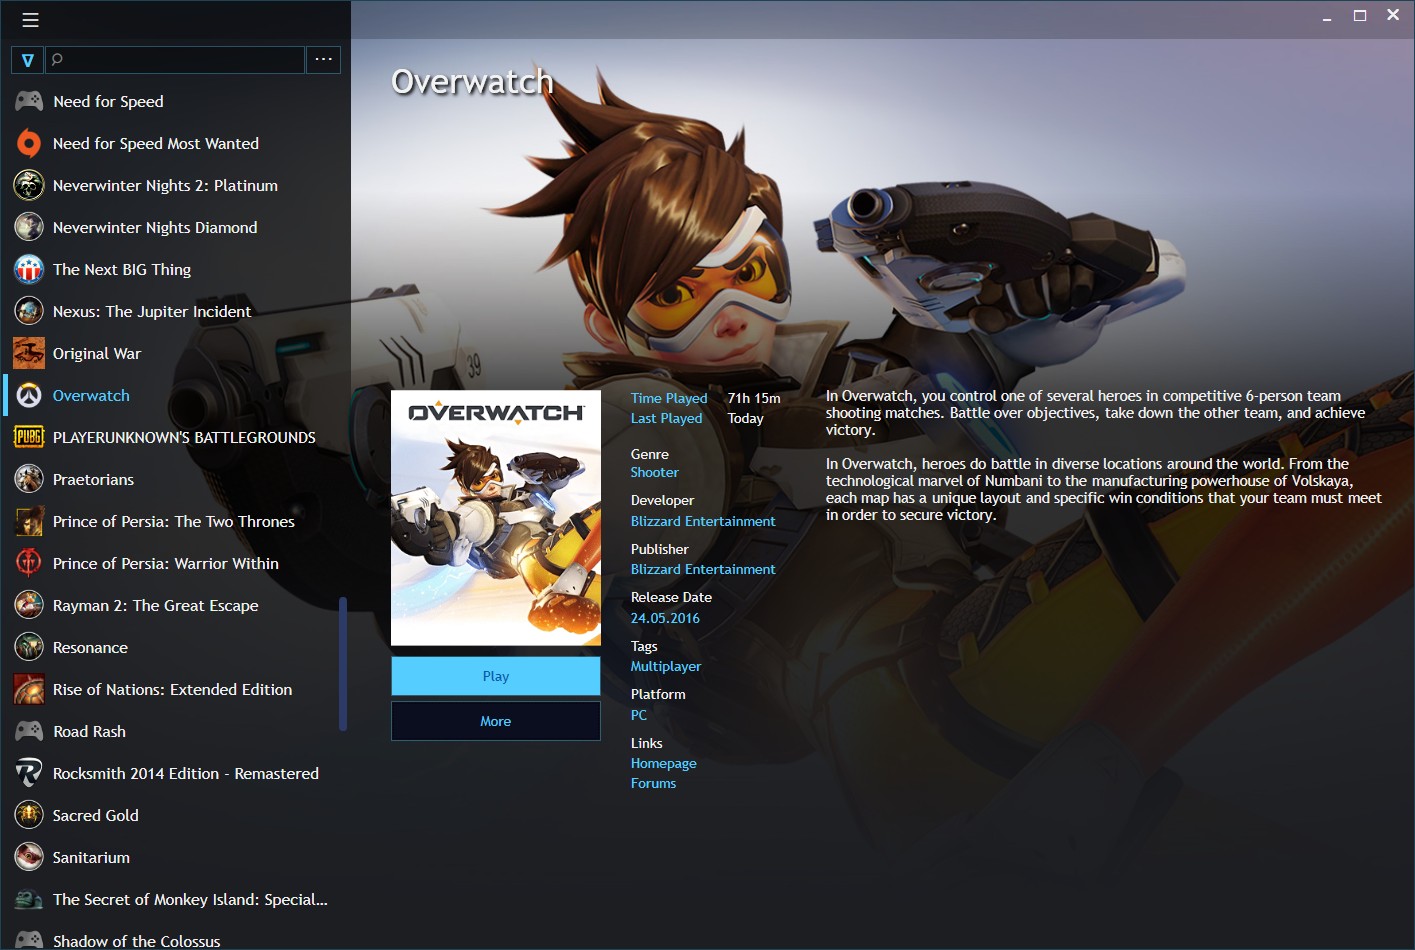 Overwatch
Need for Speed
Need for Speed Most Wanted
Neverwinter Nights 2: Platinum
Neverwinter Nights Diamond
The Next BIG Thing
Nexus: The Jupiter Incident
Original War
Overwatch
PUBG PLAYERUNKNOWN'S BATTLEGROUNDS
Praetorians
Prince of Persia: The Two Thrones
Prince of Persia: Warrior Within
Rayman 2: The Great Escape
Resonance
Rise of Nations: Extended Edition
Road Rash
Rocksmith 2014 Edition - Remastered
Sacred Gold
Sanitarium
The Secret of Monkey Island: Special...
Shadow of the Colossus
39
OVERWATCH
Play
More
Time Played 71h 15m
Last Played Today
Genre
Shooter
Developer
Blizzard Entertainment
Publisher
Blizzard Entertainment
Release Date
24.05.2016
Tags
Multiplayer
Platform
PC
Links
Homepage
Forums
In Overwatch, you control one of several heroes in competitive 6-person team
shooting matches. Battle over objectives, take down the other team, and achieve
victory.
In Overwatch, heroes do battle in diverse locations around the world. From the
technological marvel of Numbani to the manufacturing powerhouse of Volskaya,
each map has a unique layout and specific win conditions that your team must meet
in order to secure victory.